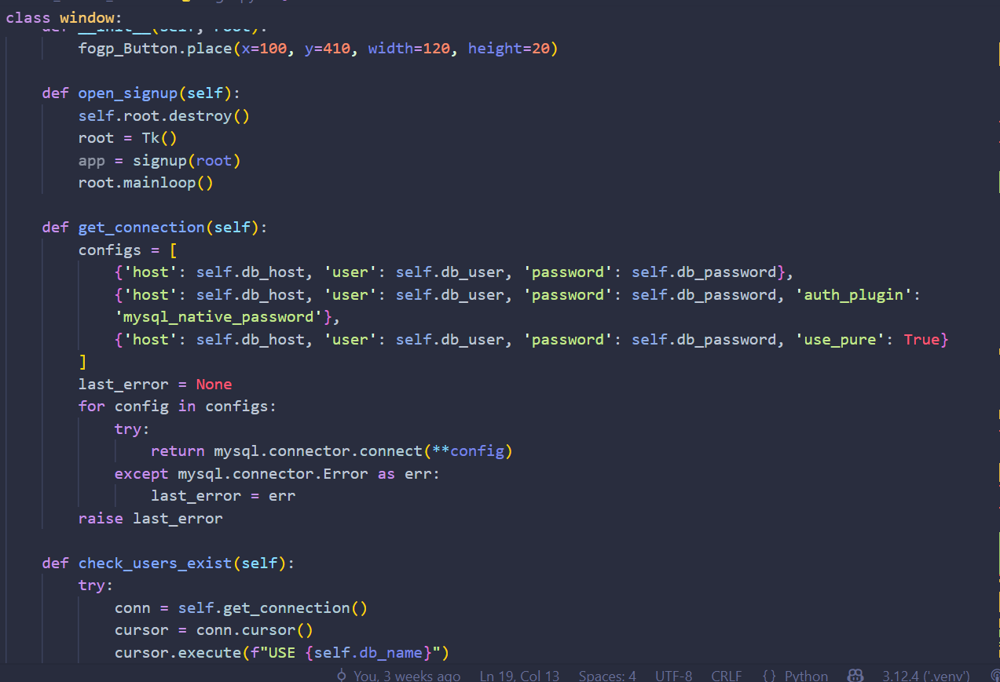 class window:
    def __init__(self, root):
        fogp_Button.place(x=100, y=410, width=120, height=20)

    def open_signup(self):
        self.root.destroy()
        root = Tk()
        app = signup(root)
        root.mainloop()

    def get_connection(self):
        configs = [
            {'host': self.db_host, 'user': self.db_user, 'password': self.db_password},
            {'host': self.db_host, 'user': self.db_user, 'password': self.db_password, 'auth_plugin':
            'mysql_native_password'},
            {'host': self.db_host, 'user': self.db_user, 'password': self.db_password, 'use_pure': True}
        ]
        last_error = None
        for config in configs:
            try:
                return mysql.connector.connect(**config)
            except mysql.connector.Error as err:
                last_error = err
        raise last_error

    def check_users_exist(self):
        try:
            conn = self.get_connection()
            cursor = conn.cursor()
            cursor.execute(f"USE {self.db_name}")
You, 3 weeks ago Ln 19, Col 13 Spaces: 4 UTF-8 CRLF {} Python 3.12.4 ('.venv')